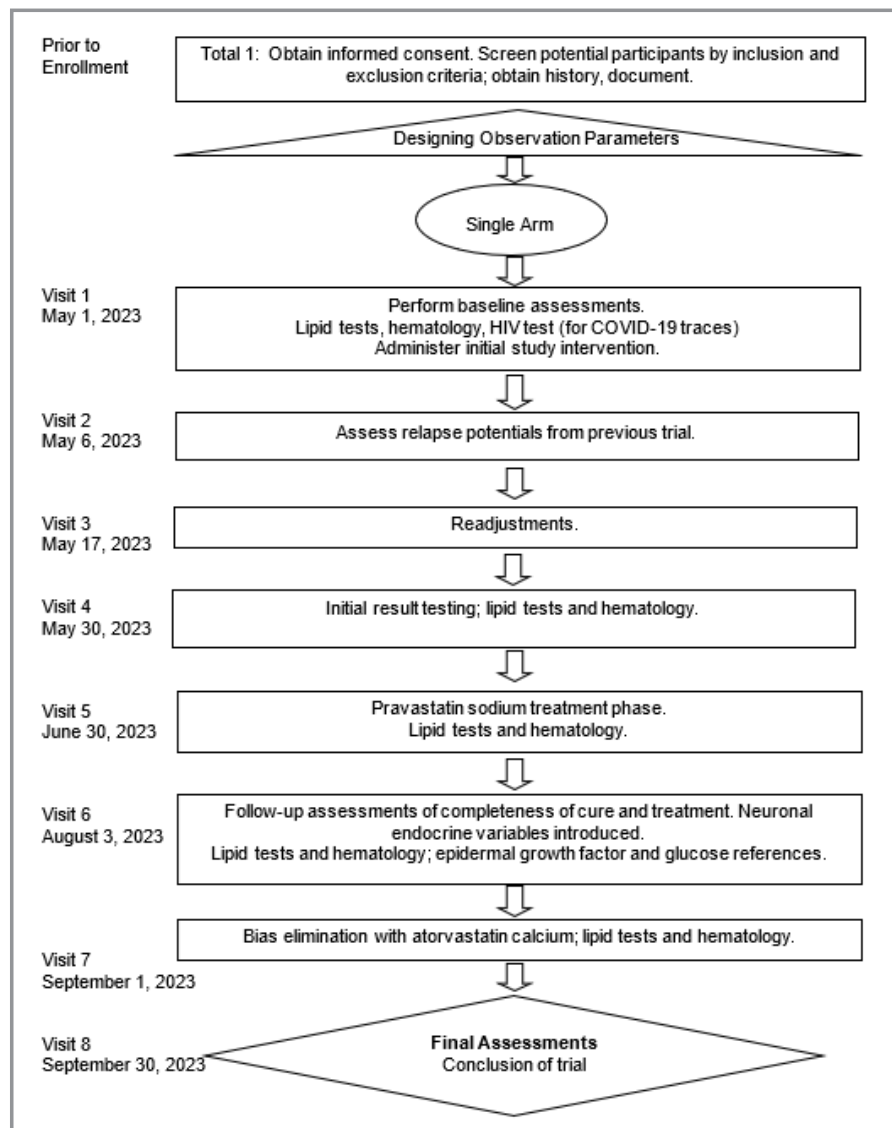 Prior to
Enrollment
Total 1: Obtain informed consent. Screen potential participants by inclusion and
exclusion criteria; obtain history, document.
Designing Observation Parameters
Single Arm
Visit 1
May 1, 2023
Perform baseline assessments.
Lipid tests, hematology, HIV test (for COVID-19 traces)
Administer initial study intervention.
Visit 2
May 6, 2023
Assess relapse potentials from previous trial.
Visit 3
May 17, 2023
Readjustments.
Visit 4
May 30, 2023
Initial result testing; lipid tests and hematology.
Visit 5
June 30, 2023
Pravastatin sodium treatment phase.
Lipid tests and hematology.
Visit 6
August 3, 2023
Follow-up assessments of completeness of cure and treatment. Neuronal
endocrine variables introduced.
Lipid tests and hematology; epidermal growth factor and glucose references.
Visit 7
September 1, 2023
Bias elimination with atorvastatin calcium; lipid tests and hematology.
Visit 8
September 30, 2023
Final Assessments
Conclusion of trial